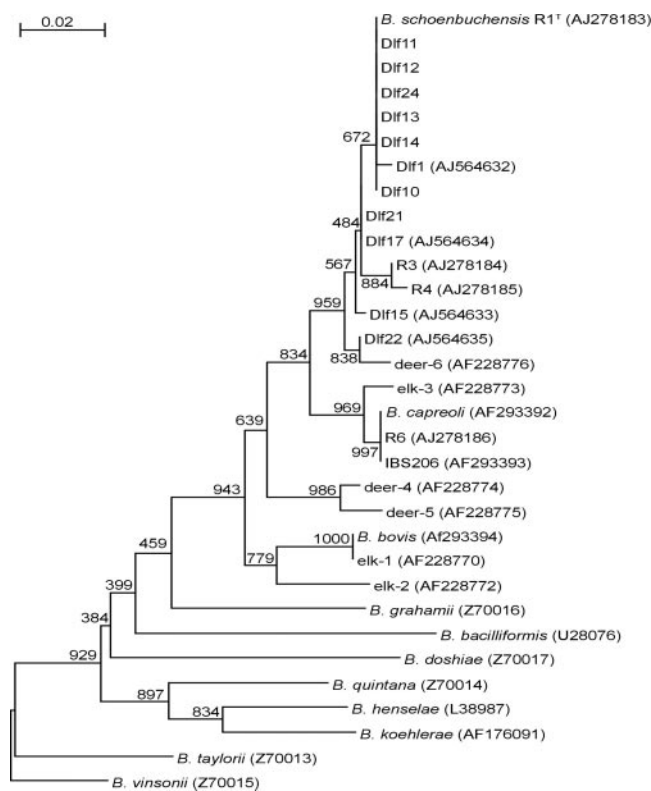 0.02
B. schoenbuchensis R1ᵀ (AJ278183)
Dlf11
Dlf12
Dlf24
Dlf13
Dlf14
672
Dlf1 (AJ564632)
Dlf10
Dlf21
484
Dlf17 (AJ564634)
567
R3 (AJ278184)
884
R4 (AJ278185)
959
Dlf15 (AJ564633)
Dlf22 (AJ564635)
834
838
deer-6 (AF228776)
elk-3 (AF228773)
969
B. capreoli (AF293392)
639
R6 (AJ278186)
997
IBS206 (AF293393)
943
986
deer-4 (AF228774)
deer-5 (AF228775)
459
1000
B. bovis (Af293394)
779
elk-1 (AF228770)
399
elk-2 (AF228772)
B. grahamii (Z70016)
384
B. bacilliformis (U28076)
929
B. doshiae (Z70017)
897
B. quintana (Z70014)
834
B. henselae (L38987)
B. koehlerae (AF176091)
B. taylorii (Z70013)
B. vinsonii (Z70015)